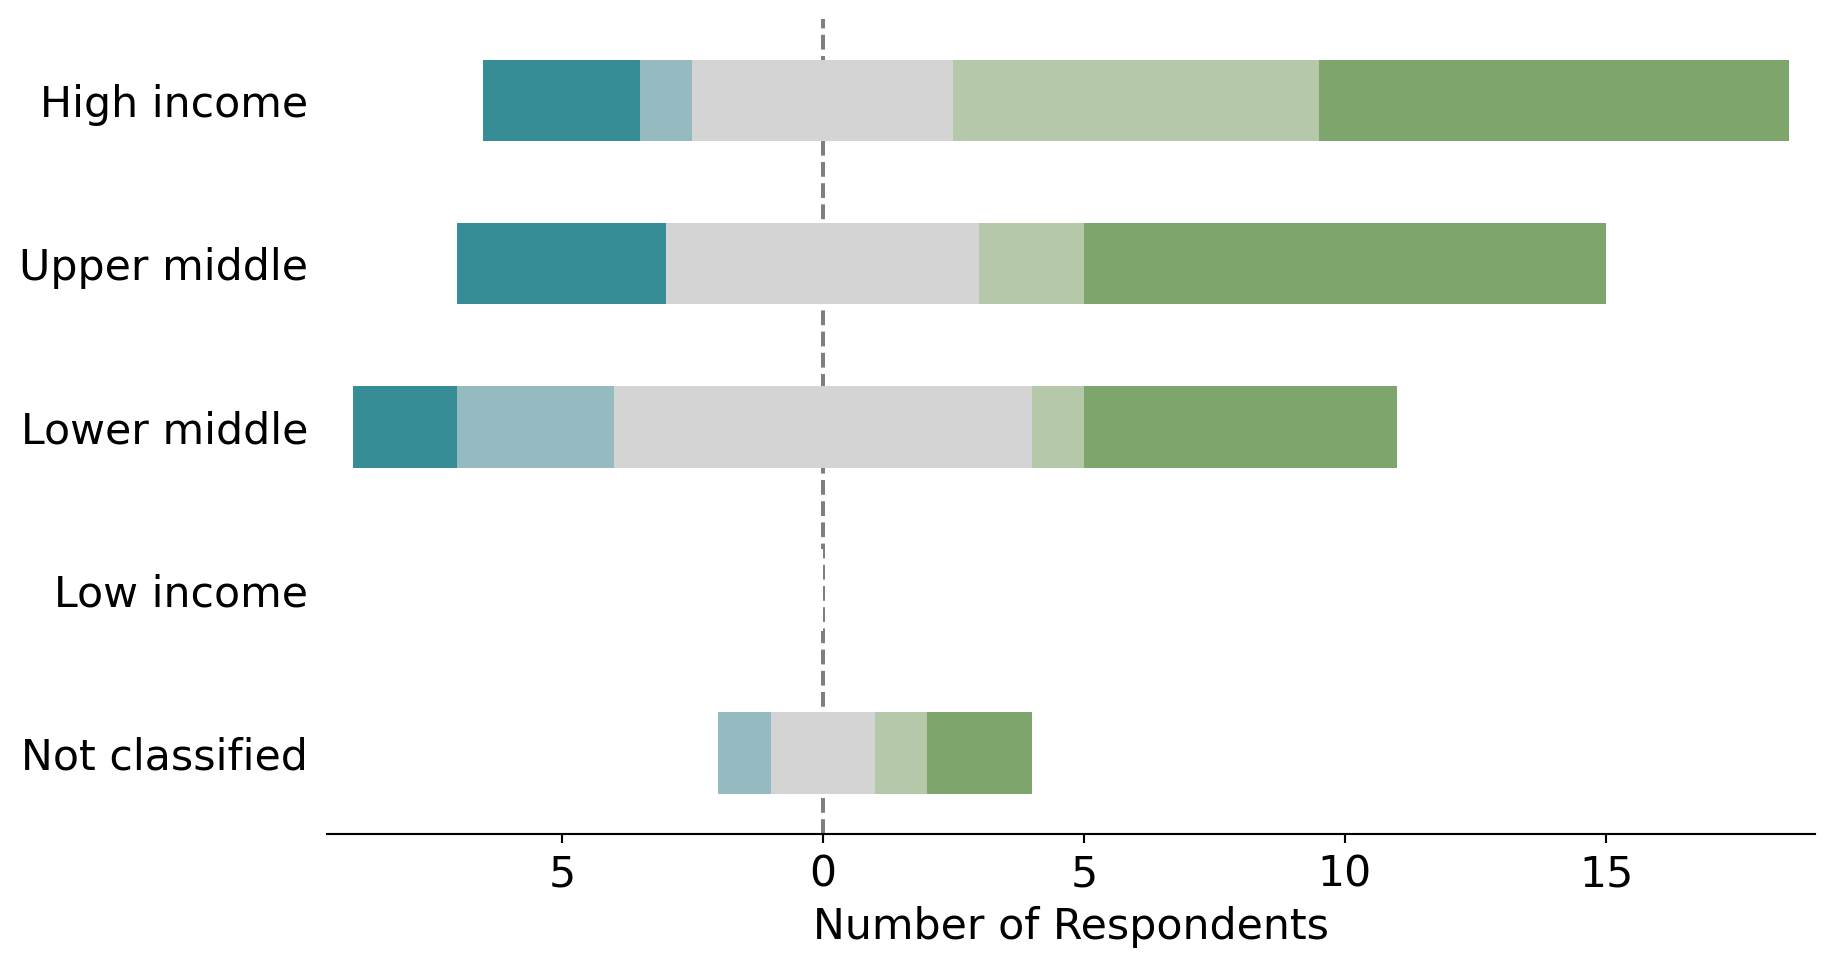 High income
Upper middle
Lower middle
Low income
Not classified
5 0 5 10 15
Number of Respondents